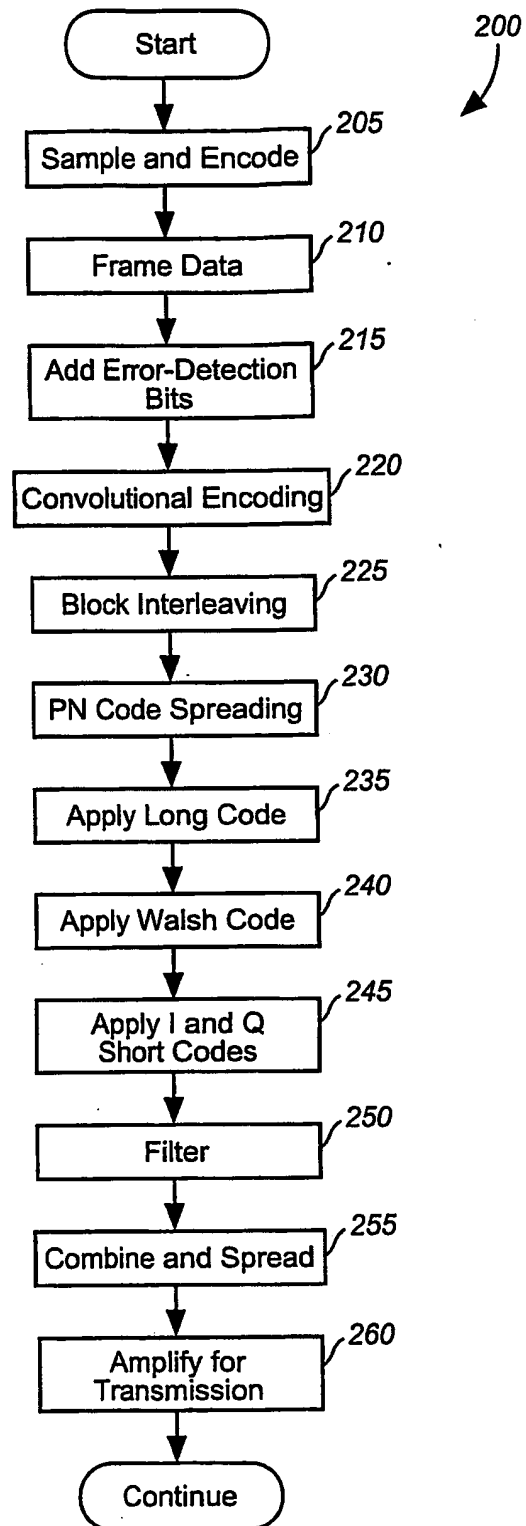 Start
200
205
Sample and Encode
210
Frame Data
215
Add Error-Detection
Bits
220
Convolutional Encoding
225
Block Interleaving
230
PN Code Spreading
235
Apply Long Code
240
Apply Walsh Code
245
Apply I and Q
Short Codes
250
Filter
255
Combine and Spread
260
Amplify for
Transmission
Continue